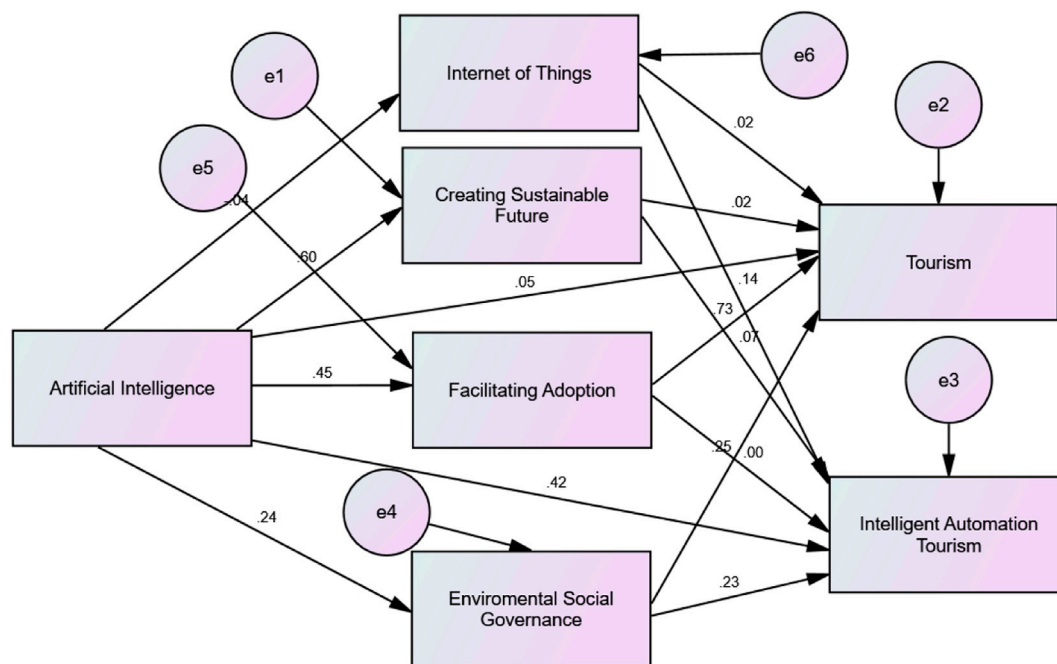 Internet of Things
e6
e1
e2
.02
e5
-.04
Creating Sustainable
Future
.02
.60
Tourism
.05
.14
.73
.07
e3
Artificial Intelligence
.45
Facilitating Adoption
.25
.00
.42
e4
.24
Intelligent Automation
Tourism
.23
Enviromental Social
Governance